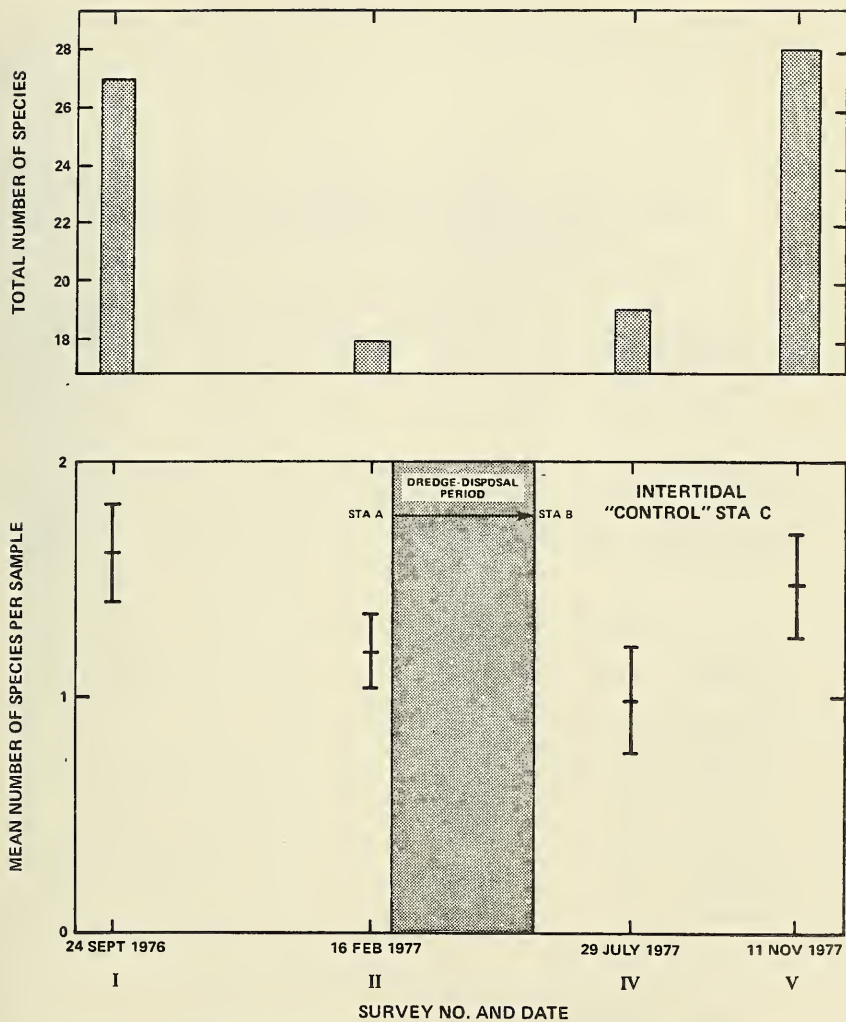 TOTAL NUMBER OF SPECIES
28
26
24
22
20
18
MEAN NUMBER OF SPECIES PER SAMPLE
2
1
0
DREDGE-DISPOSAL
PERIOD
STA A
STA B
INTERTIDAL
"CONTROL" STA C
24 SEPT 1976
16 FEB 1977
29 JULY 1977
11 NOV 1977
I
II
IV
V
SURVEY NO. AND DATE